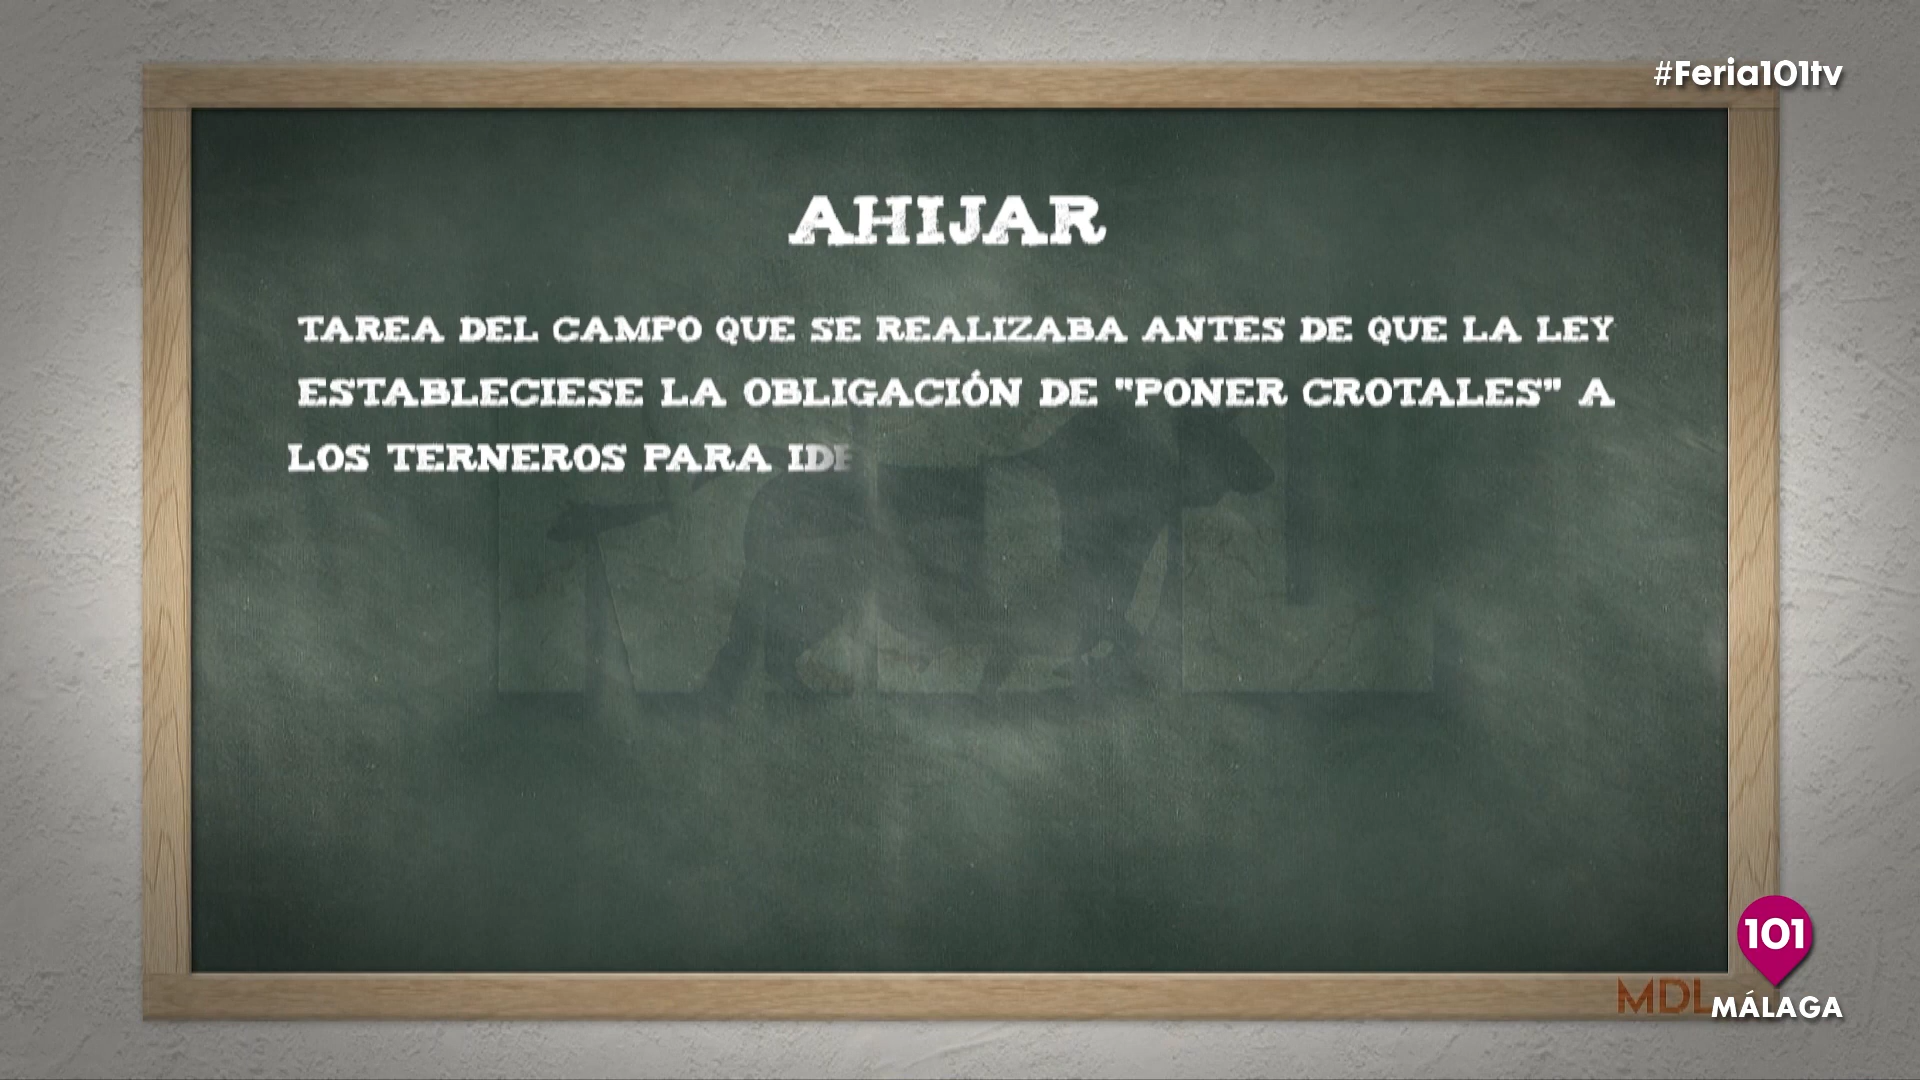 #Feria101tv
AHIJAR
TAREA DEL CAMPO QUE SE REALIZABA ANTES DE QUE LA LEY
ESTABLECIESE LA OBLIGACIÓN DE "PONER CROTALES" A
LOS TERNEROS PARA IDE
101
MDL MÁLAGA